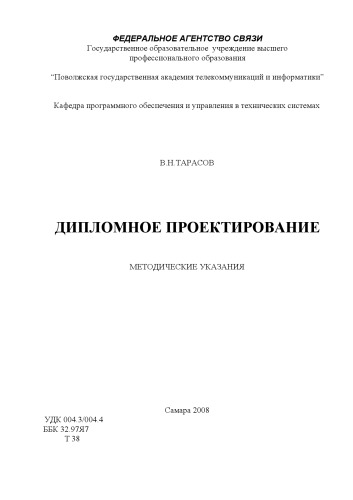 ФЕДЕРАЛЬНОЕ АГЕНТСТВО СВЯЗИ
Государственное образовательное учреждение высшего
профессионального образования
“Поволжская государственная академия телекоммуникаций и информатики”
Кафедра программного обеспечения и управления в технических системах
В.Н.ТАРАСОВ
ДИПЛОМНОЕ ПРОЕКТИРОВАНИЕ
МЕТОДИЧЕСКИЕ УКАЗАНИЯ
Самара 2008
УДК 004.3/004.4
ББК 32.97Я7
Т 38